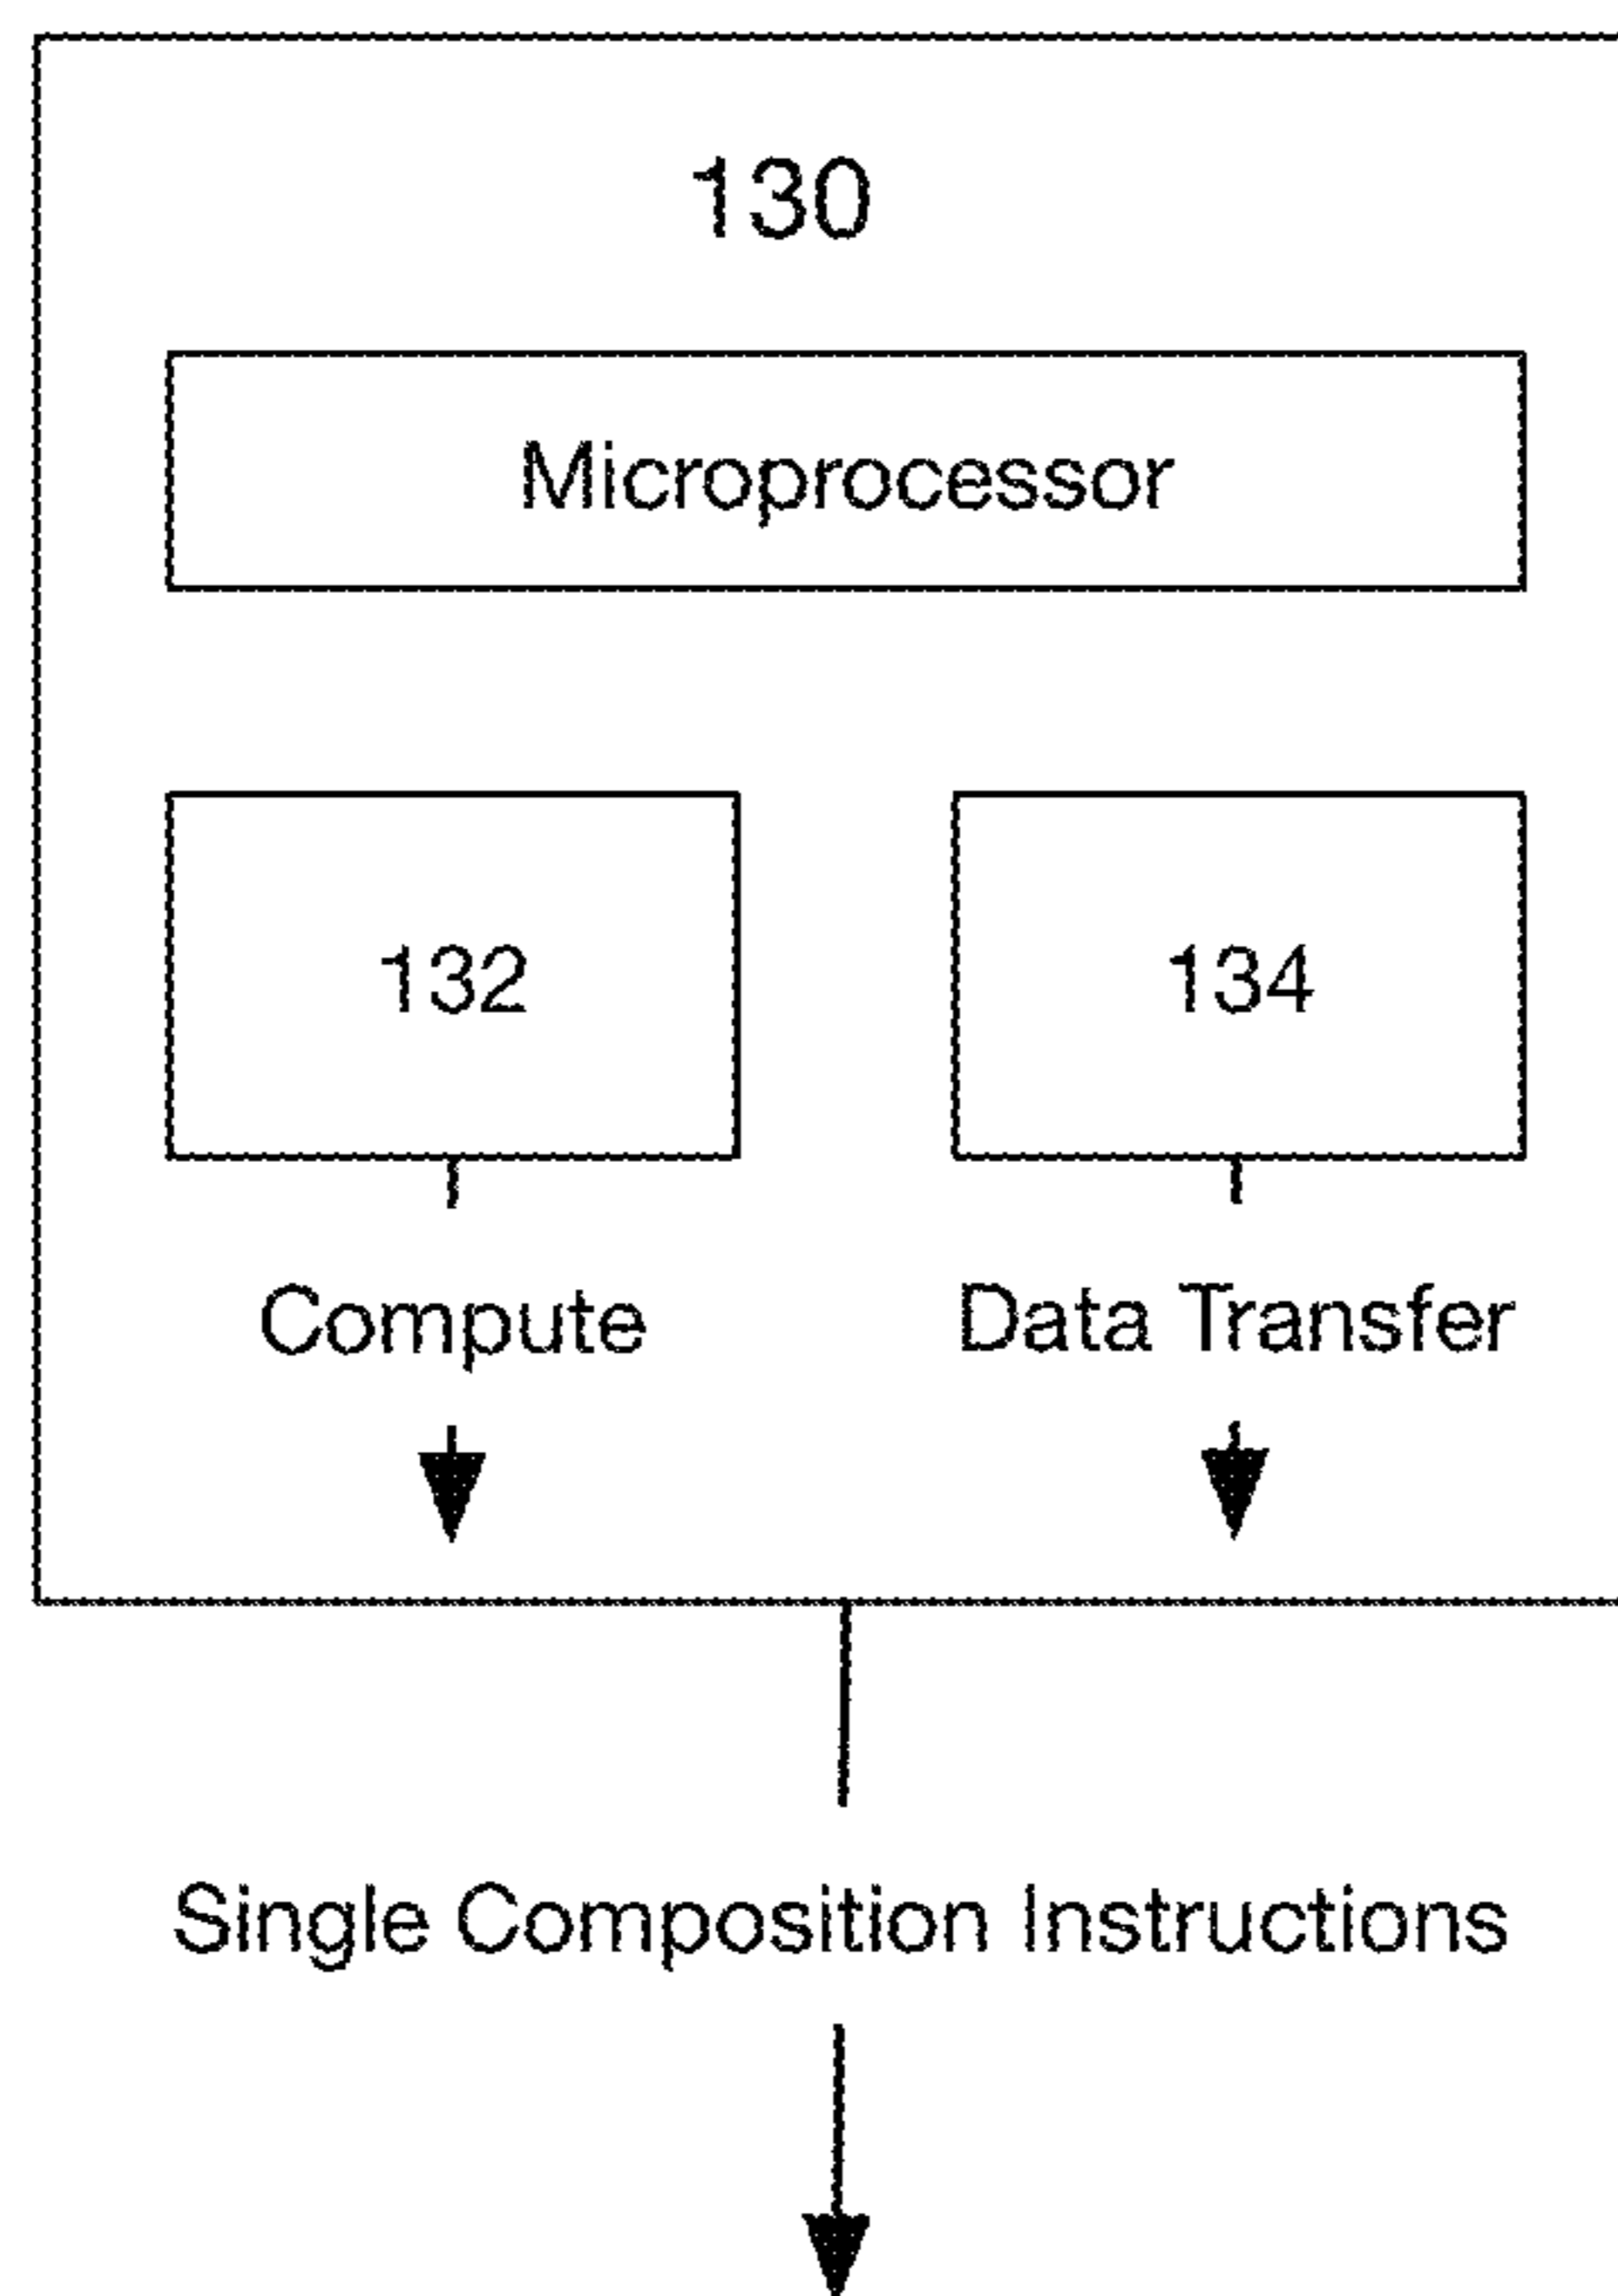 130
Microprocessor
132 134
Compute Data Transfer
Single Composition Instructions